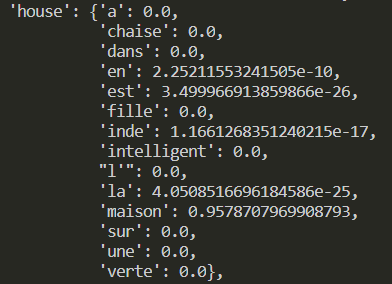 'house': {'a': 0.0,
'chaise': 0.0,
'dans': 0.0,
'en': 2.25211553241505e-10,
'est': 3.499966913859866e-26,
'fille': 0.0,
'inde': 1.1661268351240215e-17,
'intelligent': 0.0,
"l'": 0.0,
'la': 4.0508516696184586e-25,
'maison': 0.9578707969908793,
'sur': 0.0,
'une': 0.0,
'verte': 0.0},